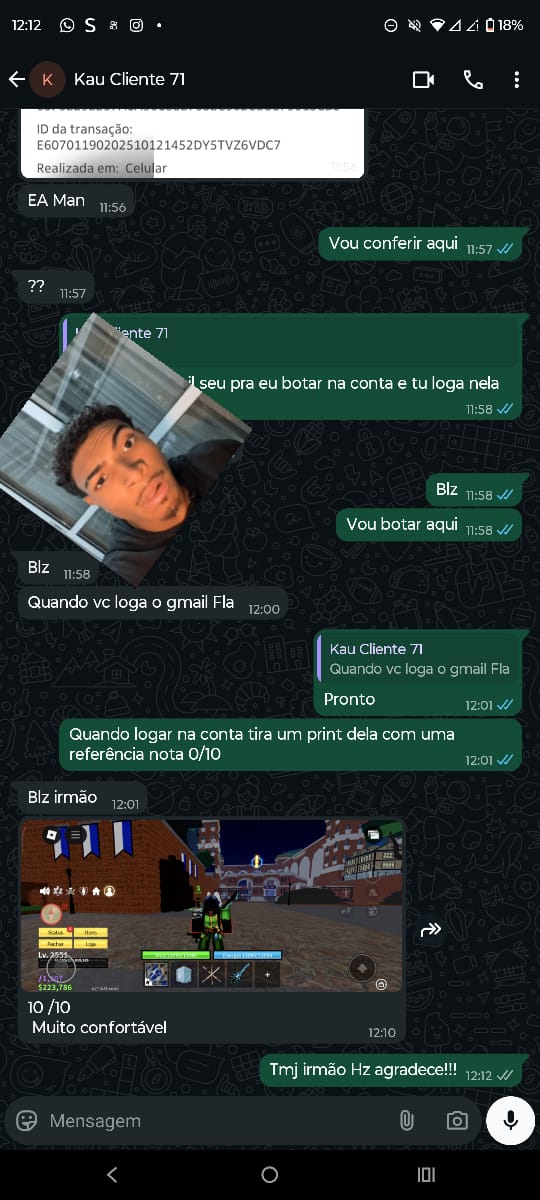 12:12
18%
K
Kau Cliente 71
ID da transação:
E60701190202510121452DY5TVZ6VDC7
Realizada em: Celular
11:56
EA Man 11:56
Vou conferir aqui 11:57
?? 11:57
iente 71
il seu pra eu botar na conta e tu loga nela
11:58
Blz 11:58
Vou botar aqui 11:58
Blz 11:58
Quando vc loga o gmail Fla 12:00
Kau Cliente 71
Quando vc loga o gmail Fla
Pronto 12:01
Quando logar na conta tira um print dela com uma
referência nota 0/10
12:01
Blz irmão 12:01
Status Itens
Fechar Loja
$223,786
10 /10
Muito confortável
12:10
Tmj irmão Hz agradece!!! 12:12
Mensagem